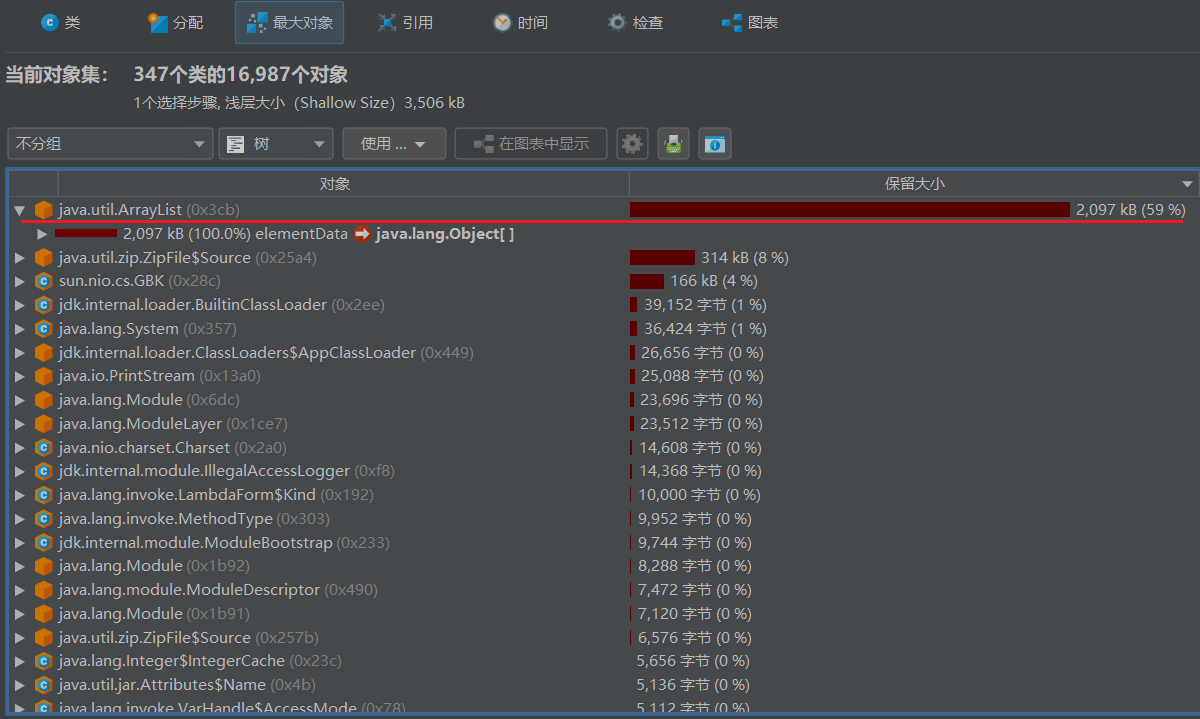 类 分配 最大对象 引用 时间 检查 图表
当前对象集： 347个类的16,987个对象
1个选择步骤, 浅层大小（Shallow Size）3,506 kB
不分组 树 使用 ... 在图表中显示
对象 保留大小
java.util.ArrayList (0x3cb) 2,097 kB (59 %)
2,097 kB (100.0%) elementData java.lang.Object[ ]
java.util.zip.ZipFile$Source (0x25a4) 314 kB (8 %)
sun.nio.cs.GBK (0x28c) 166 kB (4 %)
jdk.internal.loader.BuiltinClassLoader (0x2ee) 39,152 字节 (1 %)
java.lang.System (0x357) 36,424 字节 (1 %)
jdk.internal.loader.ClassLoaders$AppClassLoader (0x449) 26,656 字节 (0 %)
java.io.PrintStream (0x13a0) 25,088 字节 (0 %)
java.lang.Module (0x6dc) 23,696 字节 (0 %)
java.lang.ModuleLayer (0x1ce7) 23,512 字节 (0 %)
java.nio.charset.Charset (0x2a0) 14,608 字节 (0 %)
jdk.internal.module.IllegalAccessLogger (0xf8) 14,368 字节 (0 %)
java.lang.invoke.LambdaForm$Kind (0x192) 10,000 字节 (0 %)
java.lang.invoke.MethodType (0x303) 9,952 字节 (0 %)
jdk.internal.module.ModuleBootstrap (0x233) 9,744 字节 (0 %)
java.lang.Module (0x1b92) 8,288 字节 (0 %)
java.lang.module.ModuleDescriptor (0x490) 7,472 字节 (0 %)
java.lang.Module (0x1b91) 7,120 字节 (0 %)
java.util.zip.ZipFile$Source (0x257b) 6,576 字节 (0 %)
java.lang.Integer$IntegerCache (0x23c) 5,656 字节 (0 %)
java.util.jar.Attributes$Name (0x4b) 5,136 字节 (0 %)
java.lang.invoke.VarHandle$AccessMode (0x78) 5,112 字节 (0 %)